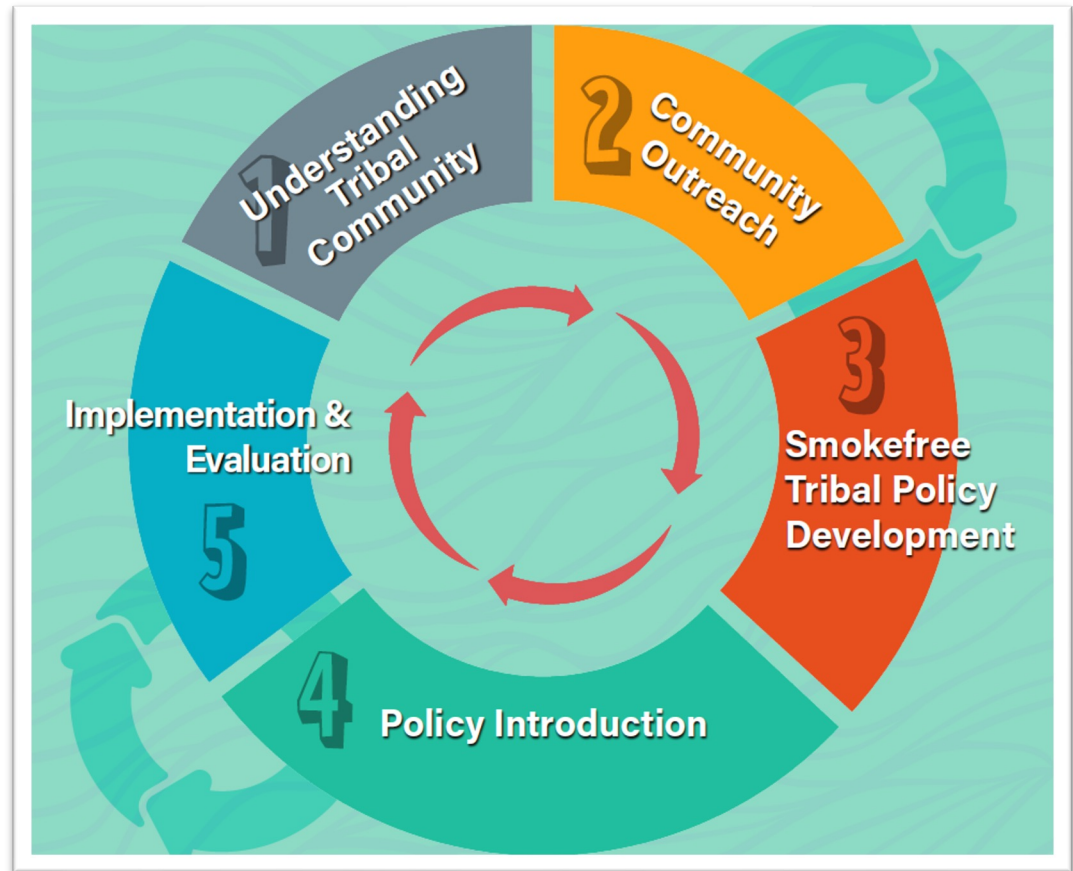 1
Understanding
Tribal
Community
2
Community
Outreach
3
Smokefree
Tribal Policy
Development
4
Policy Introduction
Implementation &
Evaluation
5